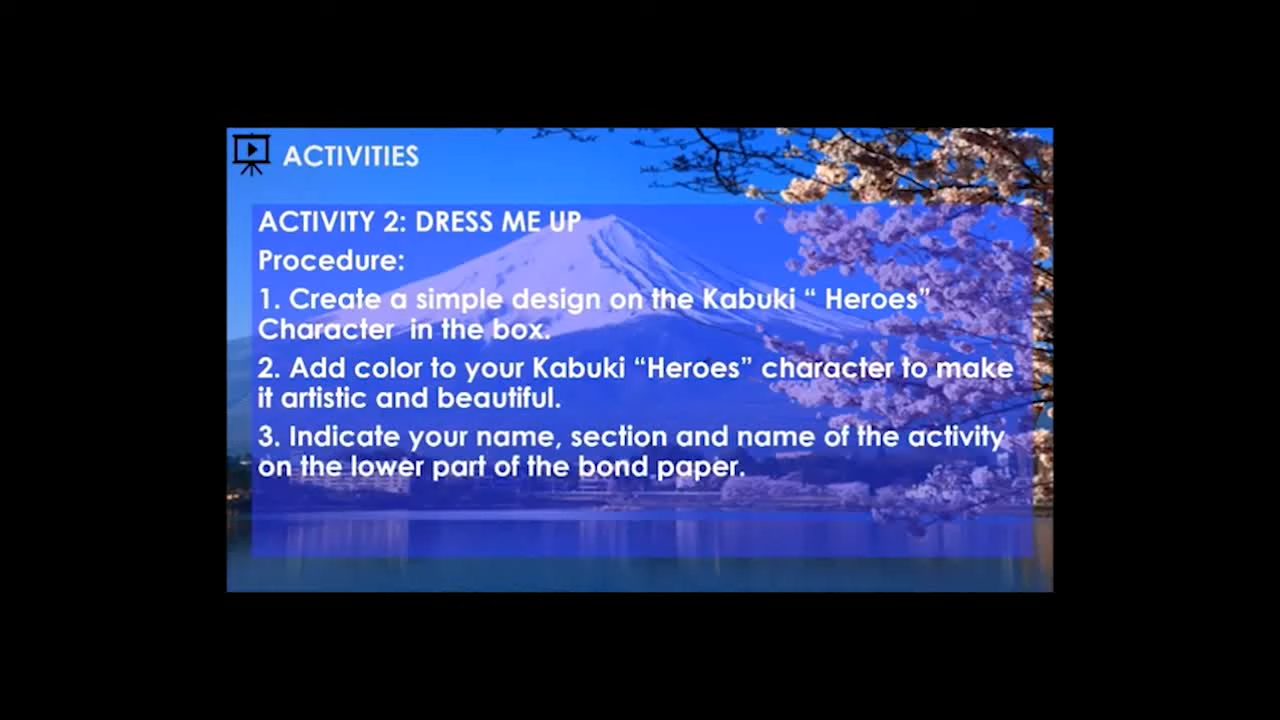 ACTIVITIES
ACTIVITY 2: DRESS ME UP
Procedure:
1. Create a simple design on the Kabuki “ Heroes”
Character in the box.
2. Add color to your Kabuki “Heroes” character to make
it artistic and beautiful.
3. Indicate your name, section and name of the activity
on the lower part of the bond paper.